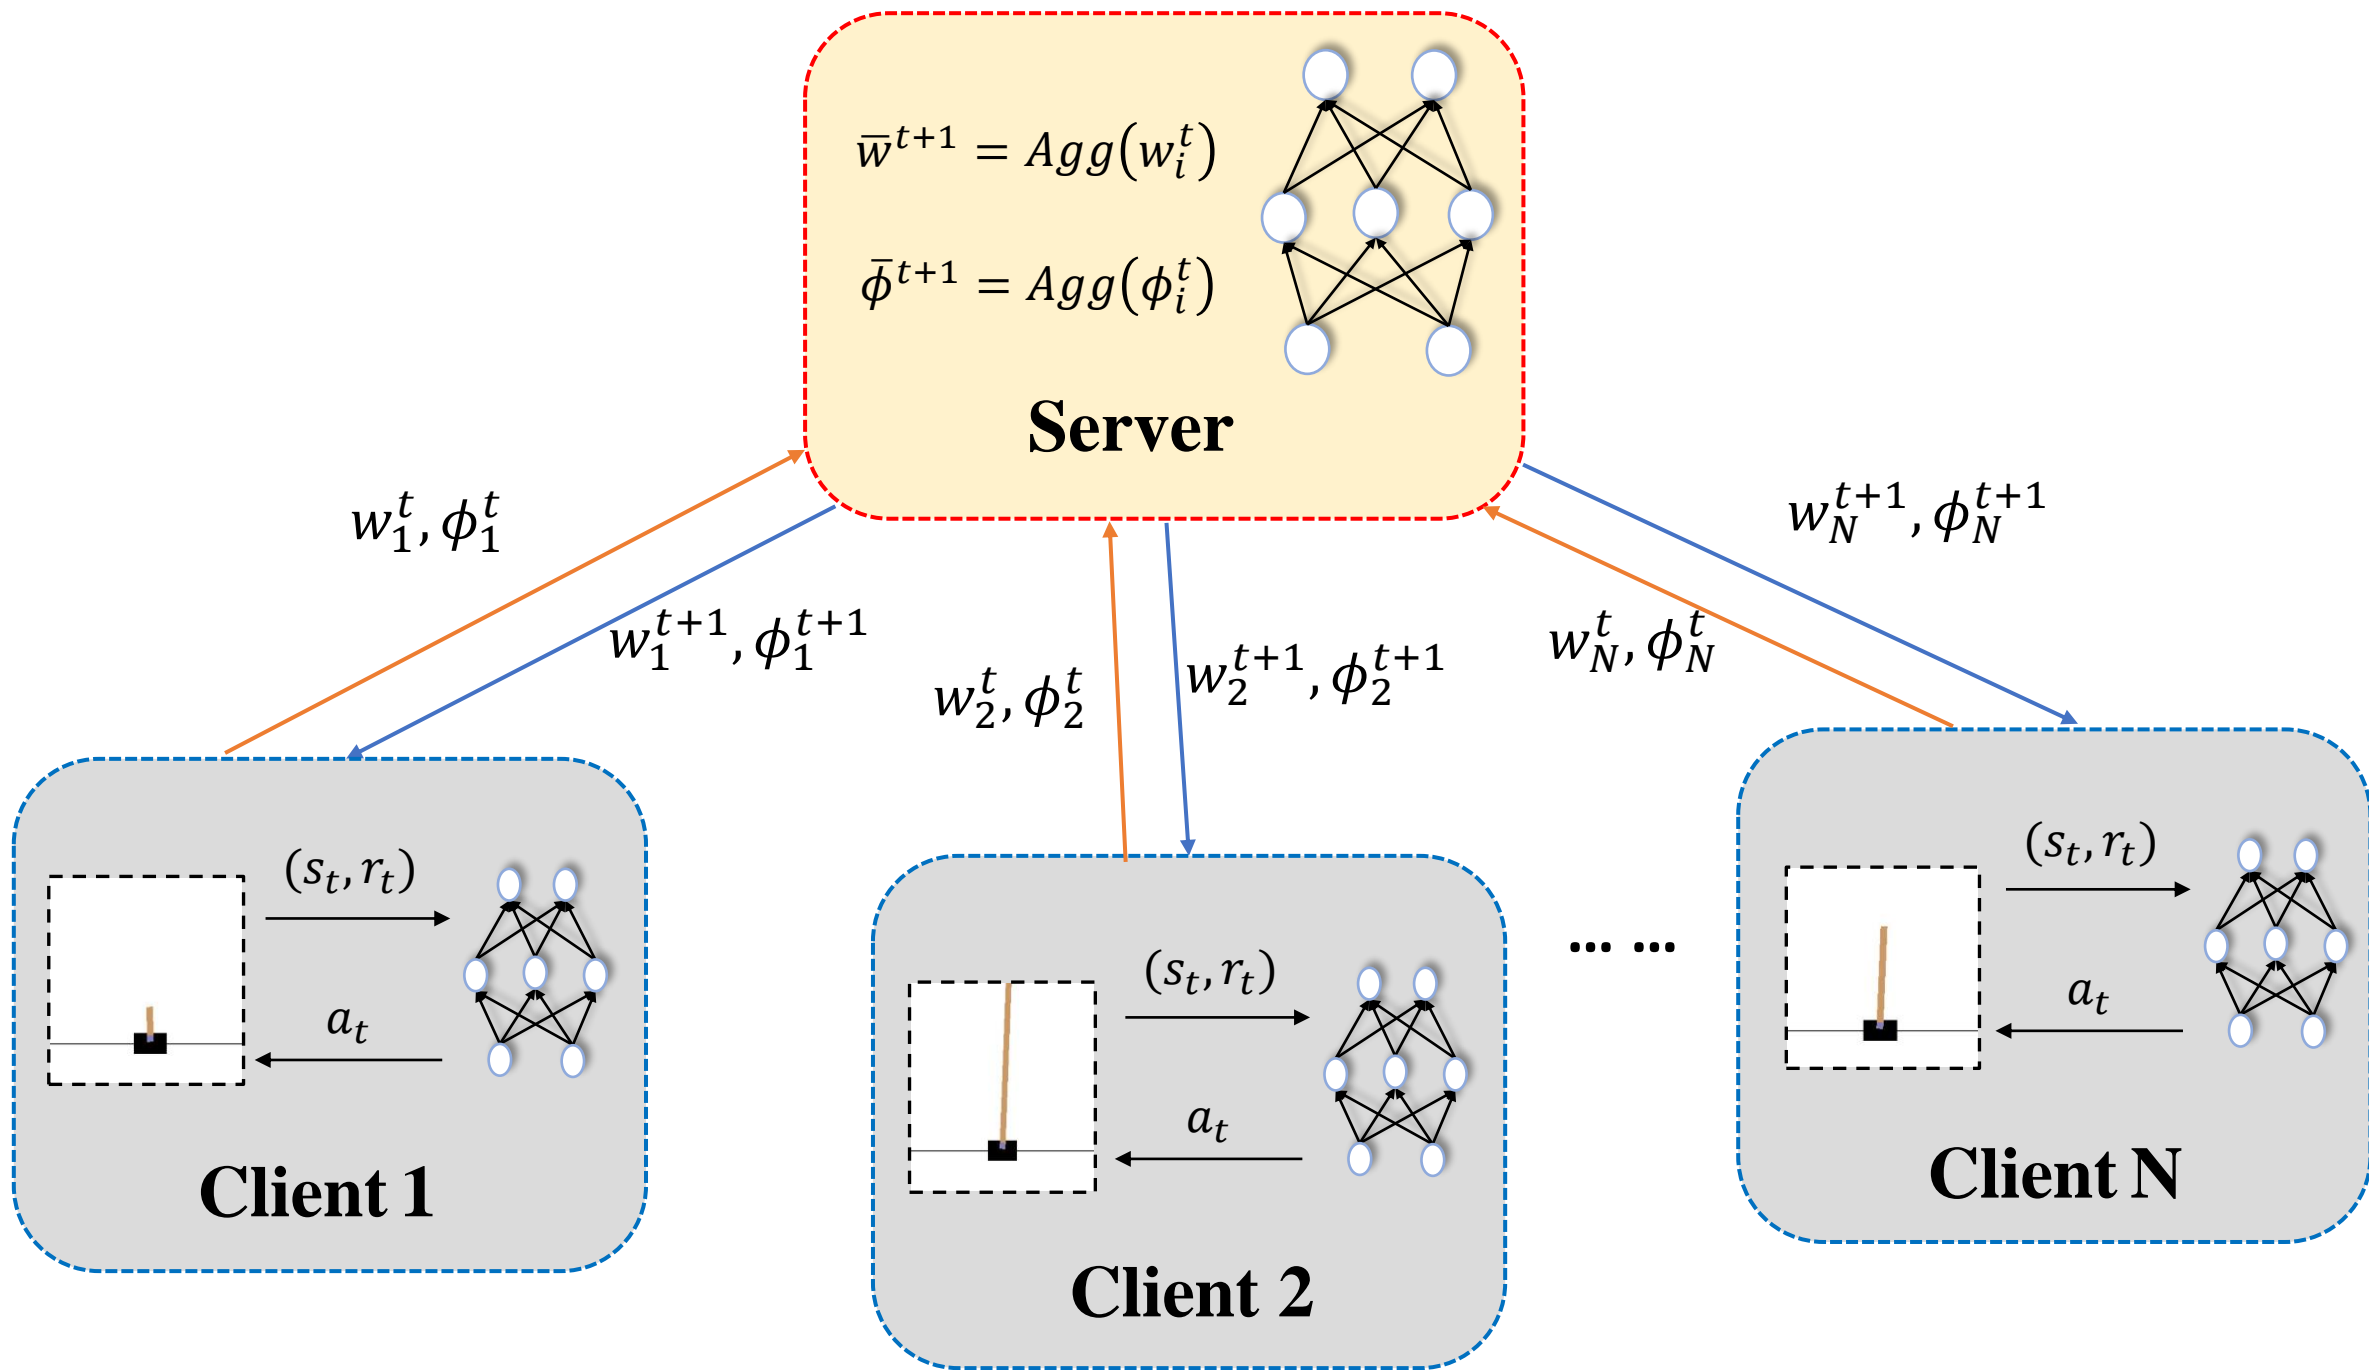 w̅^{t+1} = Agg(w_i^t)
ϕ̅^{t+1} = Agg(ϕ_i^t)
Server
w_1^t, ϕ_1^t
w_1^{t+1}, ϕ_1^{t+1}
w_2^t, ϕ_2^t
w_2^{t+1}, ϕ_2^{t+1}
w_N^t, ϕ_N^t
w_N^{t+1}, ϕ_N^{t+1}
(s_t, r_t)
a_t
Client 1
(s_t, r_t)
a_t
Client 2
... ...
(s_t, r_t)
a_t
Client N